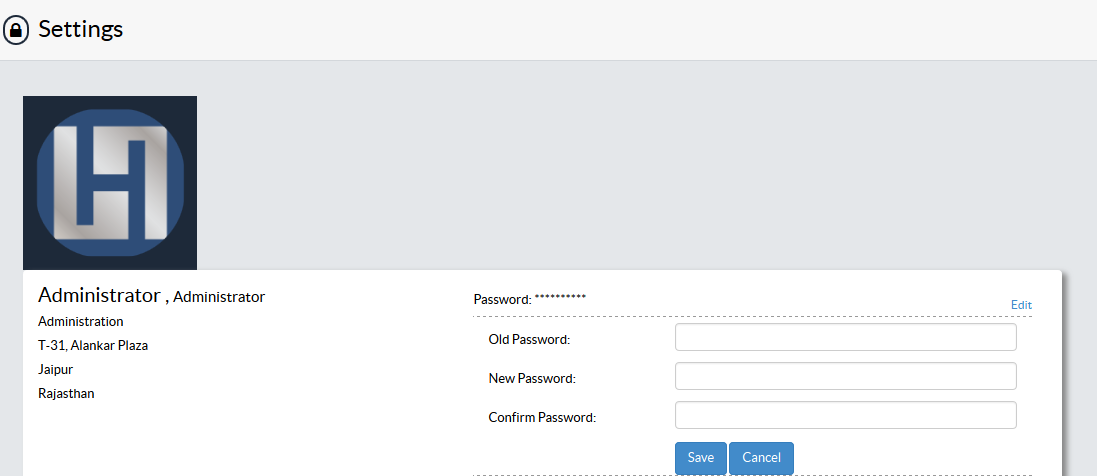 Settings
Administrator , Administrator
Administration
T-31, Alankar Plaza
Jaipur
Rajasthan
Password: **********
Edit
Old Password:
New Password:
Confirm Password:
Save Cancel